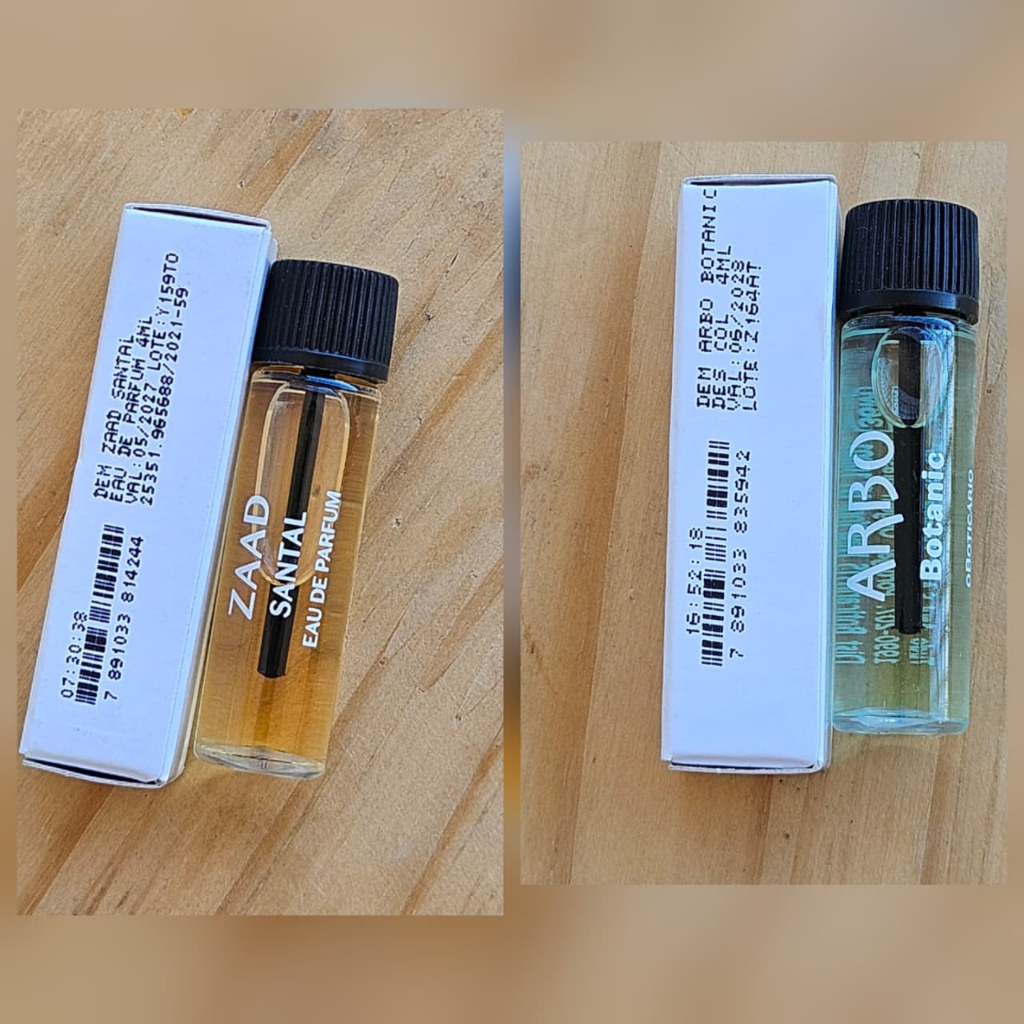 DEM ZAAD SANTAL
EAU DE PARFUM 4ML
VAL:05/2027 LOTE:Y159TO
25351.965688/2021-59
07:30:38
7 891033 814244
ZAAD
SANTAL
EAU DE PARFUM
DEM ARBO BOTANIC
DES COL 4ML
VAL:06/2028
LOTE:Z164AT
16:52:18
7 891033 835942
ARBO
Botanic
OBOTICÁRIO